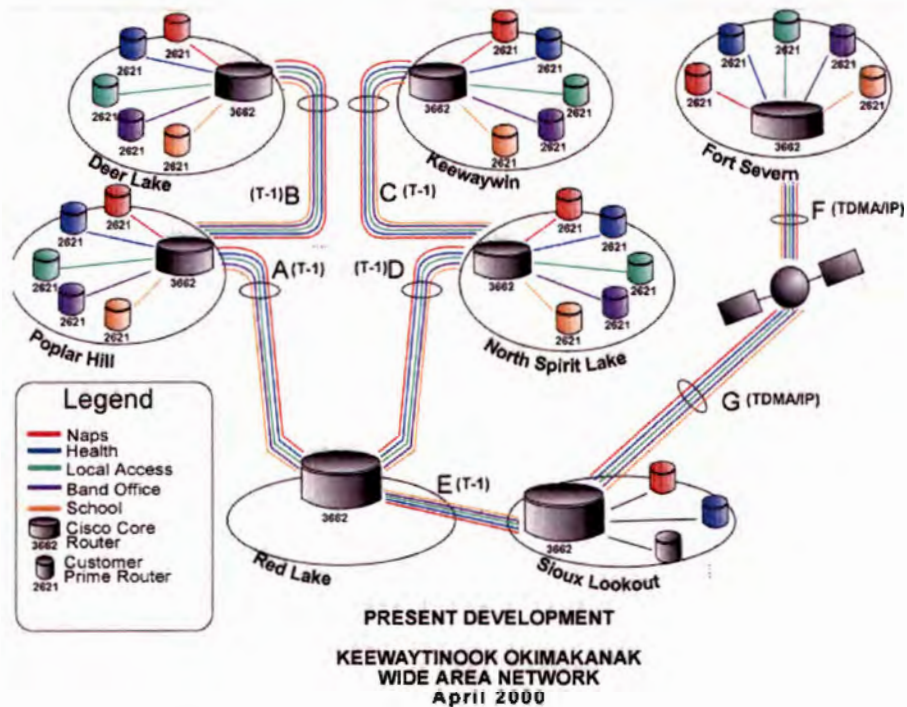 2621
2621
2621
2621
2621
3662
Deer Lake
(T-1) B
2621
2621
2621
2621
2621
3662
Keewaywin
C (T-1)
2621
2621
2621
2621
2621
3662
Fort Severn
F (TDMA/IP)
2621
2621
2621
2621
2621
3662
Poplar Hill
A (T-1)
(T-1) D
2621
2621
2621
2621
2621
3662
North Spirit Lake
G (TDMA/IP)
Legend
Naps
Health
Local Access
Band Office
School
Cisco Core
Router
3662
Customer
Prime Router
2621
3662
Red Lake
E (T-1)
3662
Sioux Lookout
PRESENT DEVELOPMENT
KEEWAYTINOOK OKIMAKANAK
WIDE AREA NETWORK
April 2000